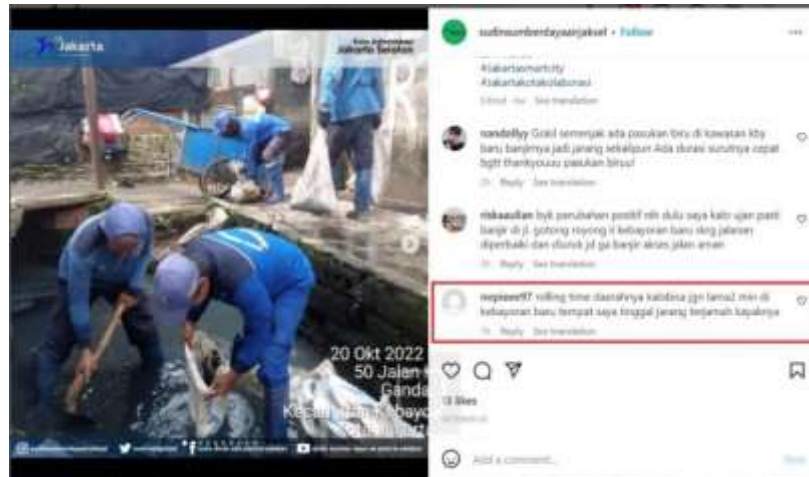 Jakarta
Kota Administrasi
Jakarta Selatan
20 Okt 2022
50 Jalan
Ganda
sudinsumberdayaairjaksel • Follow
#jakartasmartcity
#jakartakotakolaborasi
See translation
nandzllyy Gokil semenjak ada pasukan biru di kawasan kby
baru banjirnya jadi jarang sekalipun Ada durasi surutnya cepat
bgtt thankyouuu pasukan biruu!
Reply See translation
riskaaulian byk perubahan positif nih dulu saya kalo ujan pasti
banjir di jl. gotong royong ii kebayoran baru skrg jalanan
diperbaiki dan jd ga banjir akses jalan aman
Reply See translation
rolling time daerahnya kalobisa jgn lama2 min di
kebayoran baru tempat saya tinggal jarang terjamah kayaknya
Reply See translation
13 likes
Add a comment...